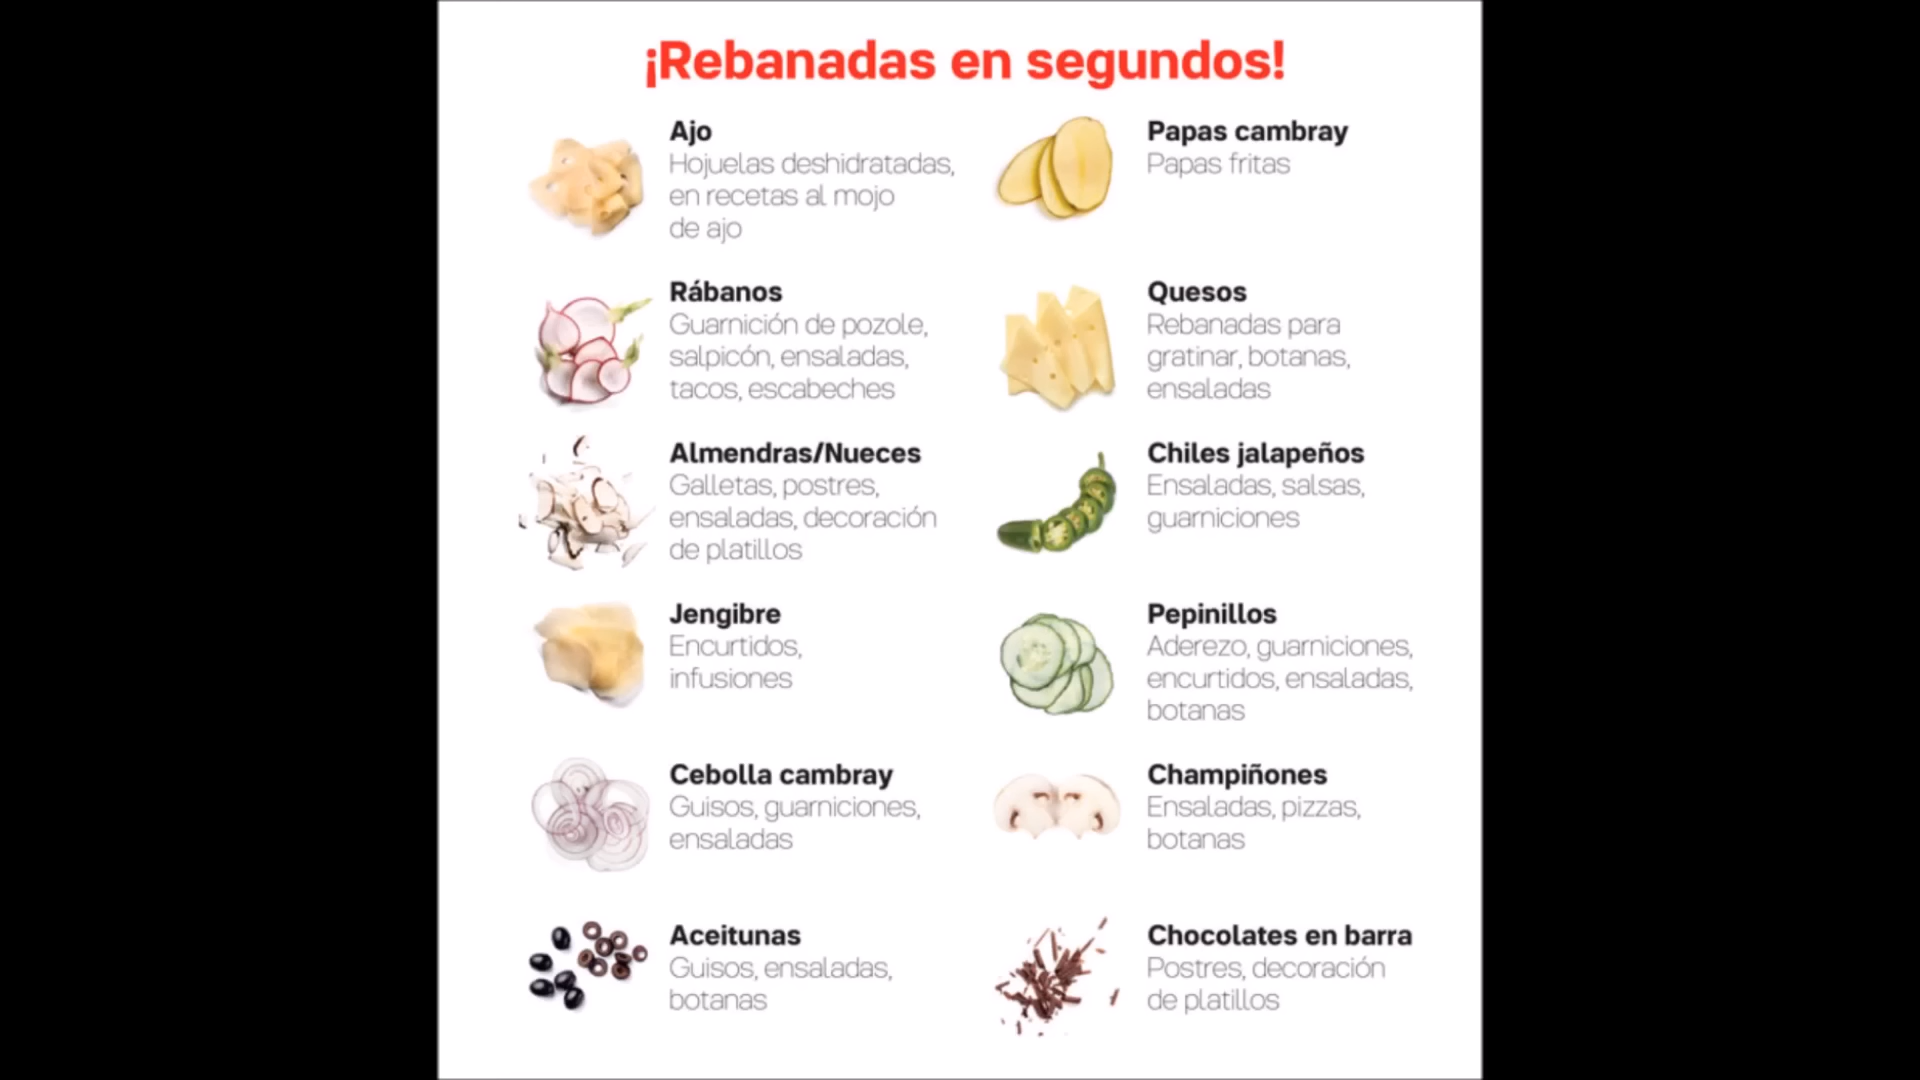 ¡Rebanadas en segundos!
Ajo
Hojuelas deshidratadas,
en recetas al mojo
de ajo
Papas cambray
Papas fritas
Rábanos
Guarnición de pozole,
salpicón, ensaladas,
tacos, escabeches
Quesos
Rebanadas para
gratinar, botanas,
ensaladas
Almendras/Nueces
Galletas, postres,
ensaladas, decoración
de platillos
Chiles jalapeños
Ensaladas, salsas,
guarniciones
Jengibre
Encurtidos,
infusiones
Pepinillos
Aderezo, guarniciones,
encurtidos, ensaladas,
botanas
Cebolla cambray
Guisos, guarniciones,
ensaladas
Champiñones
Ensaladas, pizzas,
botanas
Aceitunas
Guisos, ensaladas,
botanas
Chocolates en barra
Postres, decoración
de platillos